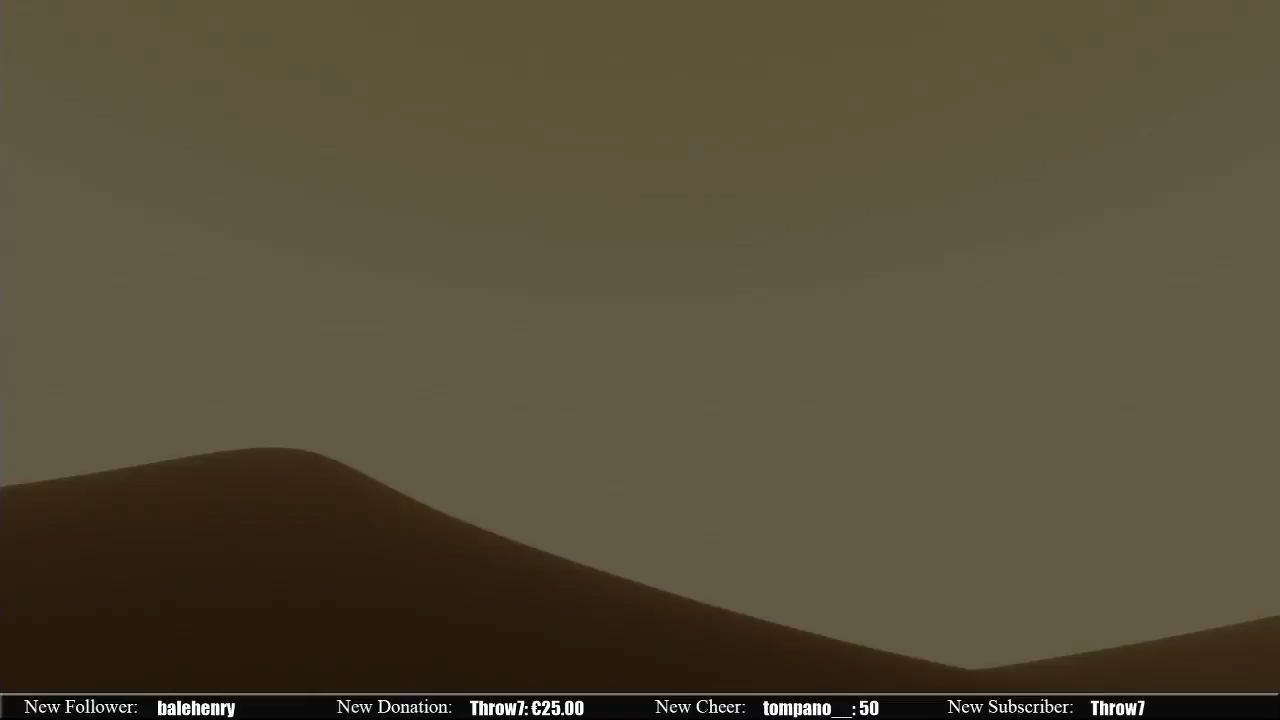 New Follower: balehenry New Donation: Throw7: €25.00 New Cheer: tompano__: 50 New Subscriber: Throw7